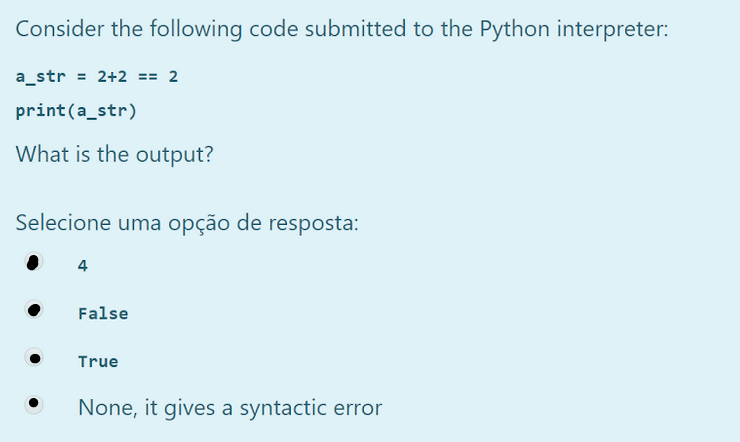 Consider the following code submitted to the Python interpreter:
a_str = 2+2 == 2
print(a_str)
What is the output?
Selecione uma opção de resposta:
4
False
True
None, it gives a syntactic error